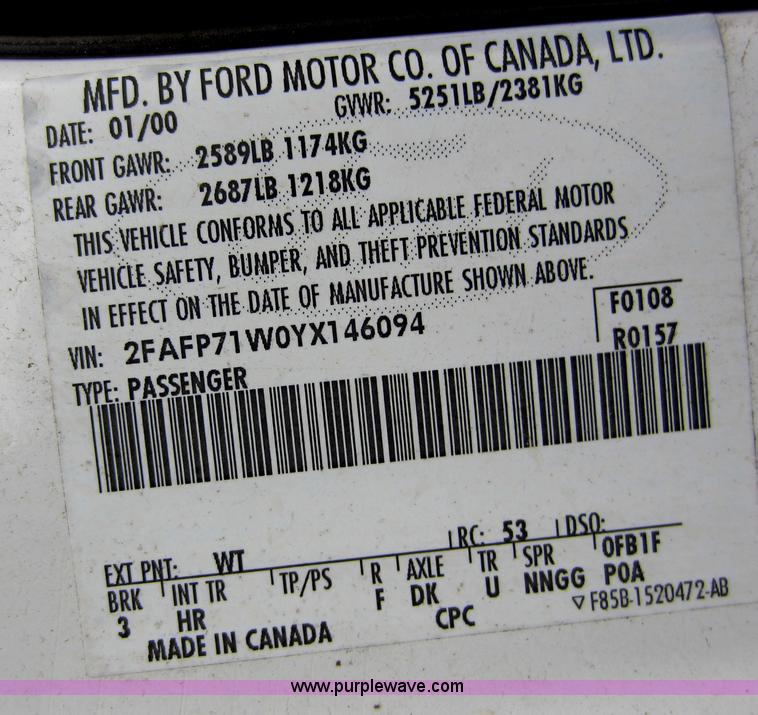 MFD. BY FORD MOTOR CO. OF CANADA, LTD.
DATE: 01/00 GVWR: 5251LB/2381KG
FRONT GAWR: 2589LB 1174KG
REAR GAWR: 2687LB 1218KG
THIS VEHICLE CONFORMS TO ALL APPLICABLE FEDERAL MOTOR
VEHICLE SAFETY, BUMPER, AND THEFT PREVENTION STANDARDS
IN EFFECT ON THE DATE OF MANUFACTURE SHOWN ABOVE.
F0108
VIN: 2FAFP71W0YX146094 R0157
TYPE: PASSENGER
EXT PNT: WT RC: 53 DSO:
BRK INT TR TP/PS R AXLE TR SPR 0FB1F
3 HR F DK U NNGG POA
MADE IN CANADA CPC ▽ F85B-1520472-AB
www.purplewave.com